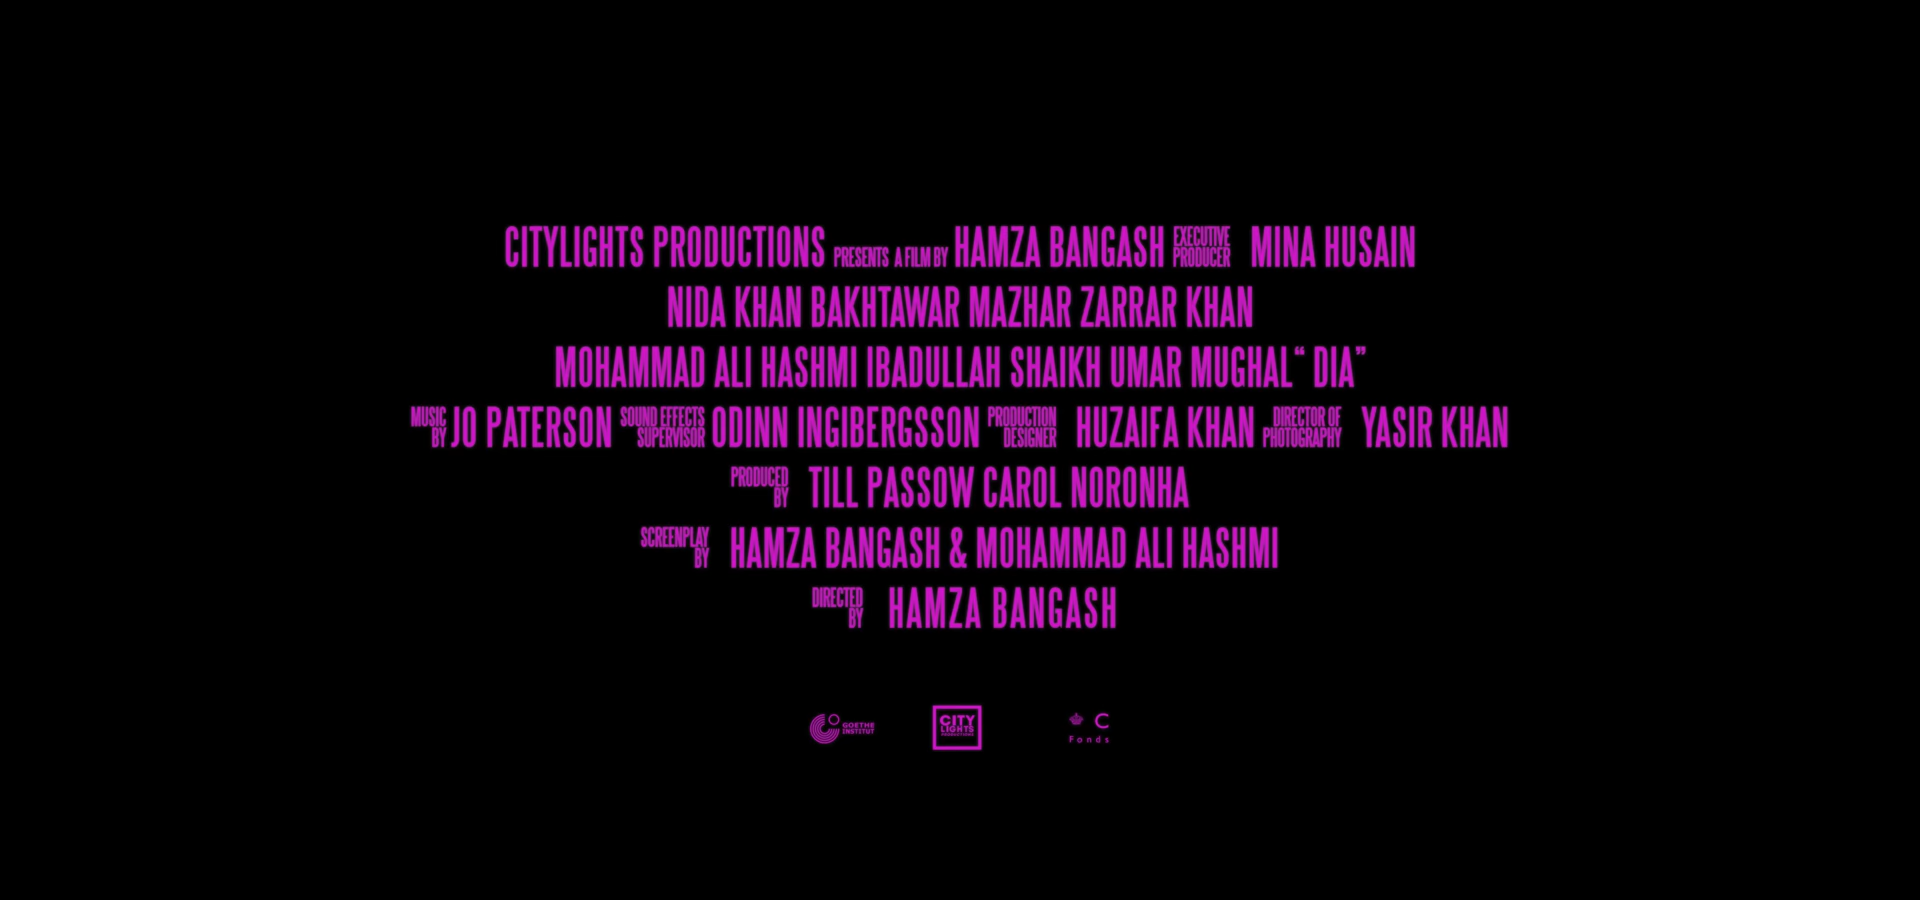 CITYLIGHTS PRODUCTIONS PRESENTS A FILM BY HAMZA BANGASH EXECUTIVE PRODUCER MINA HUSAIN
NIDA KHAN BAKHTAWAR MAZHAR ZARRAR KHAN
MOHAMMAD ALI HASHMI IBADULLAH SHAIKH UMAR MUGHAL“ DIA”
MUSIC BY JO PATERSON SOUND EFFECTS SUPERVISOR ODINN INGIBERGSSON PRODUCTION DESIGNER HUZAIFA KHAN DIRECTOR OF PHOTOGRAPHY YASIR KHAN
PRODUCED BY TILL PASSOW CAROL NORONHA
SCREENPLAY BY HAMZA BANGASH & MOHAMMAD ALI HASHMI
DIRECTED BY HAMZA BANGASH
GOETHE
INSTITUT
CITY
LIGHTS
PRODUCTIONS
C
Fonds